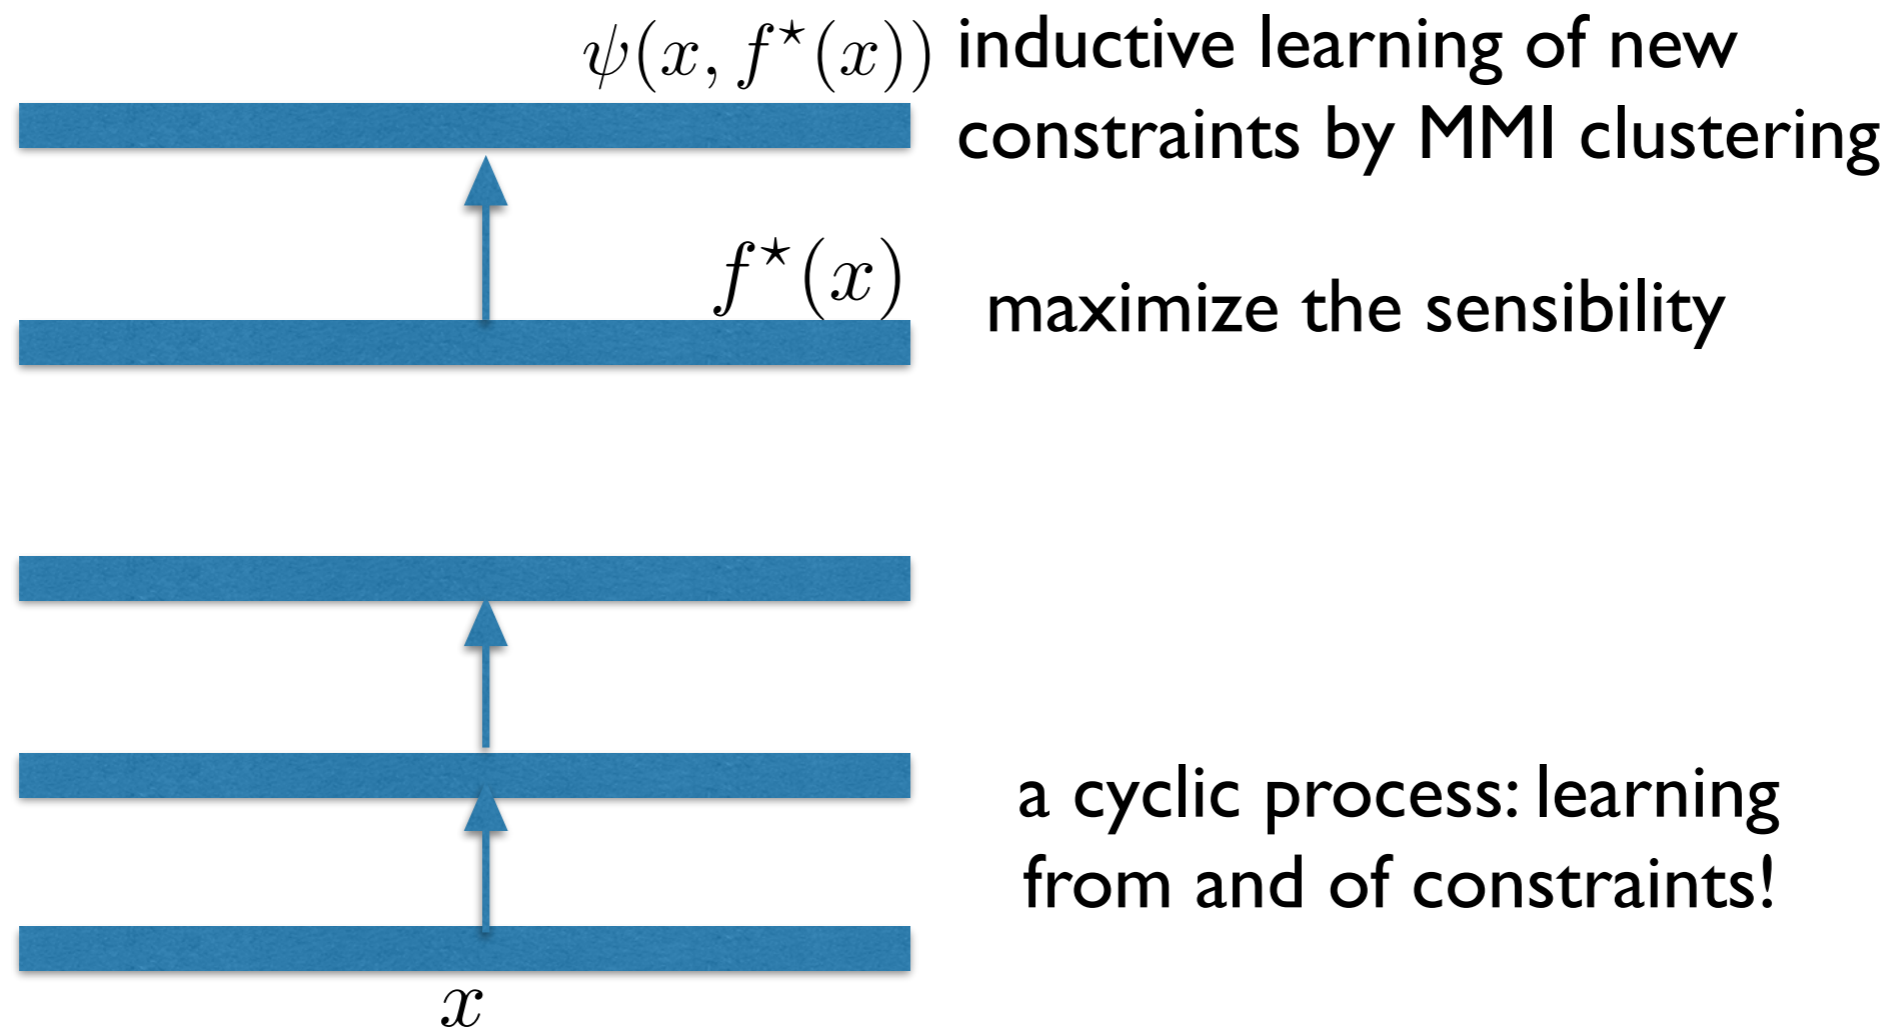 ψ(x, f⋆(x)) inductive learning of new
constraints by MMI clustering
f⋆(x)
maximize the sensibility
a cyclic process: learning
from and of constraints!
x